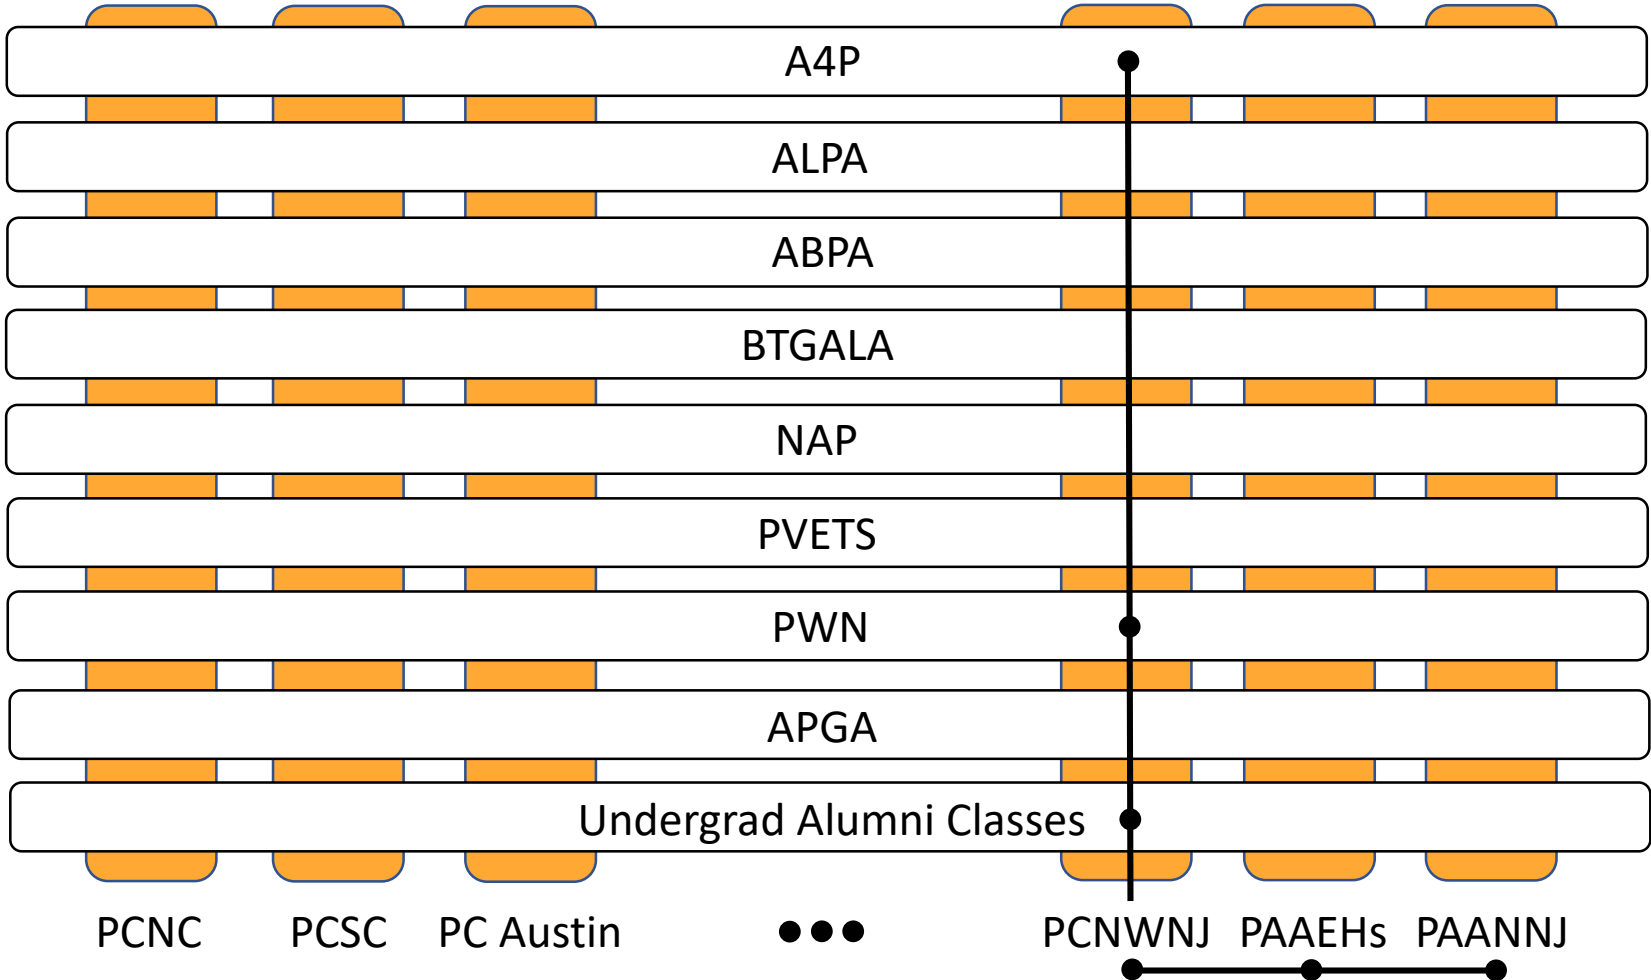 A4P
ALPA
ABPA
BTGALA
NAP
PVETS
PWN
APGA
Undergrad Alumni Classes
PCNC PCSC PC Austin PCNWNJ PAAEHs PAANNJ